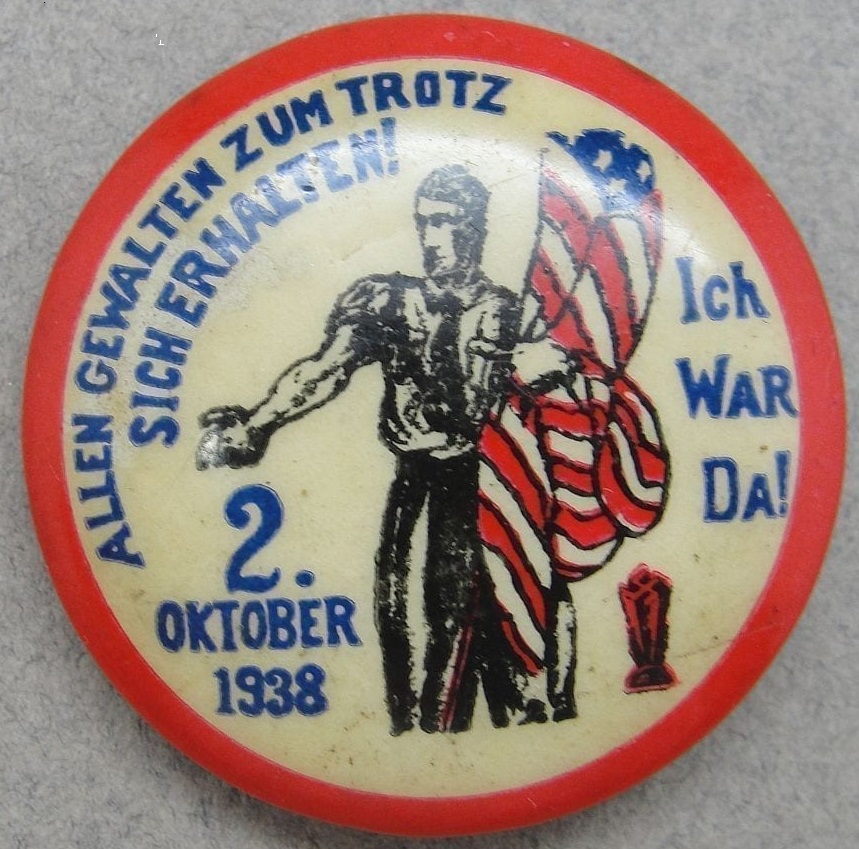 ALLEN GEWALTEN ZUM TROTZ
SICH ERHALTEN!
Ich
WAR
DA!
2.
OKTOBER
1938